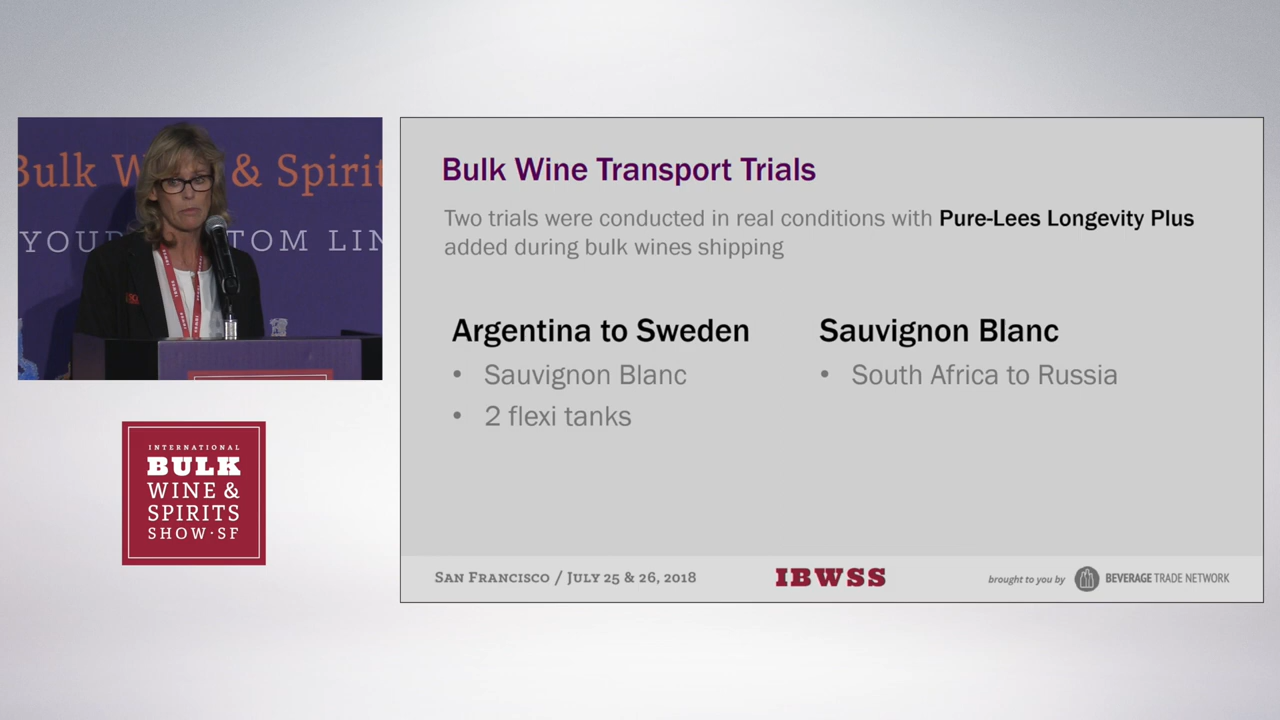 Bulk W & Spirit
YOUR TOM LIN
INTERNATIONAL
BULK
WINE &
SPIRITS
SHOW·SF
Bulk Wine Transport Trials
Two trials were conducted in real conditions with Pure-Lees Longevity Plus
added during bulk wines shipping
Argentina to Sweden
• Sauvignon Blanc
• 2 flexi tanks
Sauvignon Blanc
• South Africa to Russia
San Francisco / July 25 & 26, 2018
IBWSS
brought to you by
BEVERAGE TRADE NETWORK